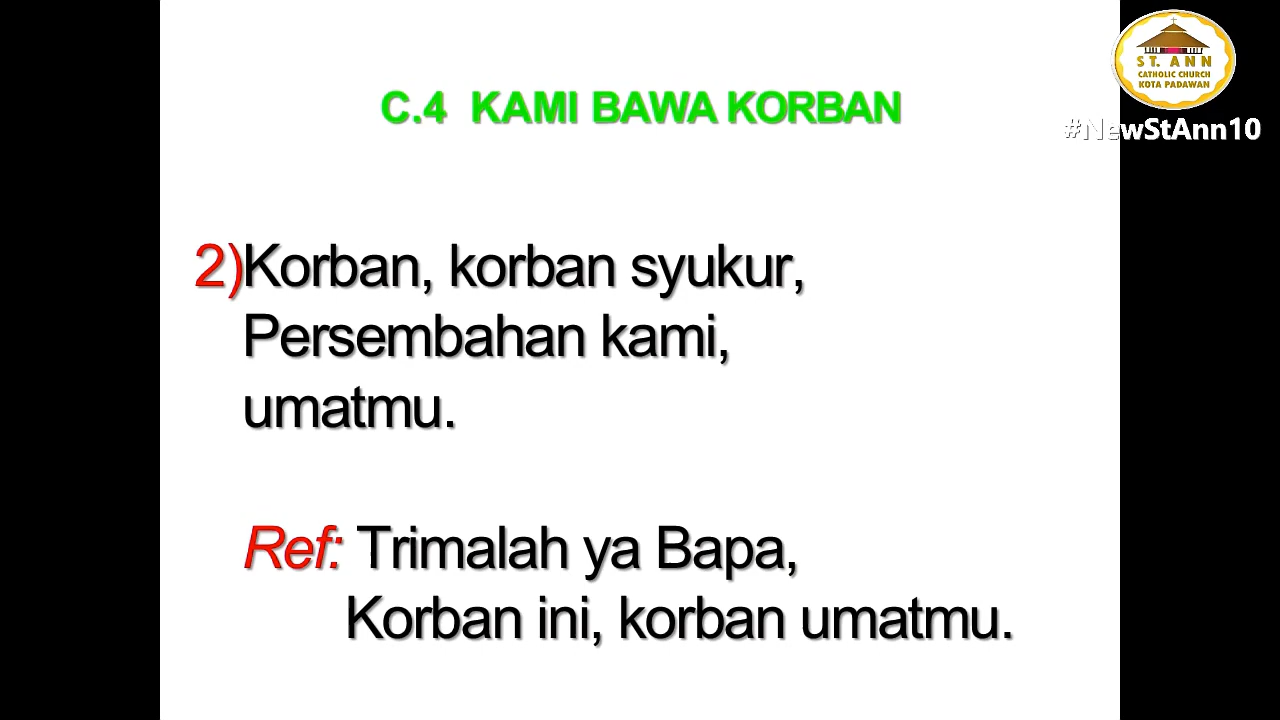 ST. ANN
CATHOLIC CHURCH
KOTA PADAWAN
#NewStAnn10
C.4 KAMI BAWA KORBAN
2)Korban, korban syukur,
Persembahan kami,
umatmu.
Ref: Trimalah ya Bapa,
Korban ini, korban umatmu.